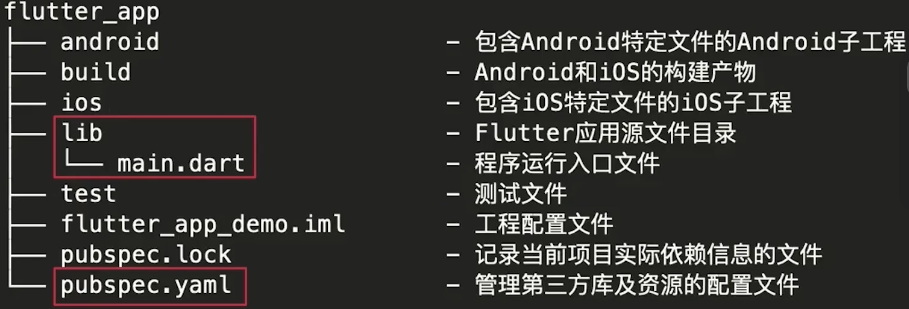 flutter_app
├── android - 包含Android特定文件的Android子工程
├── build - Android和iOS的构建产物
├── ios - 包含iOS特定文件的iOS子工程
├── lib - Flutter应用源文件目录
│   └── main.dart - 程序运行入口文件
├── test - 测试文件
├── flutter_app_demo.iml - 工程配置文件
├── pubspec.lock - 记录当前项目实际依赖信息的文件
└── pubspec.yaml - 管理第三方库及资源的配置文件